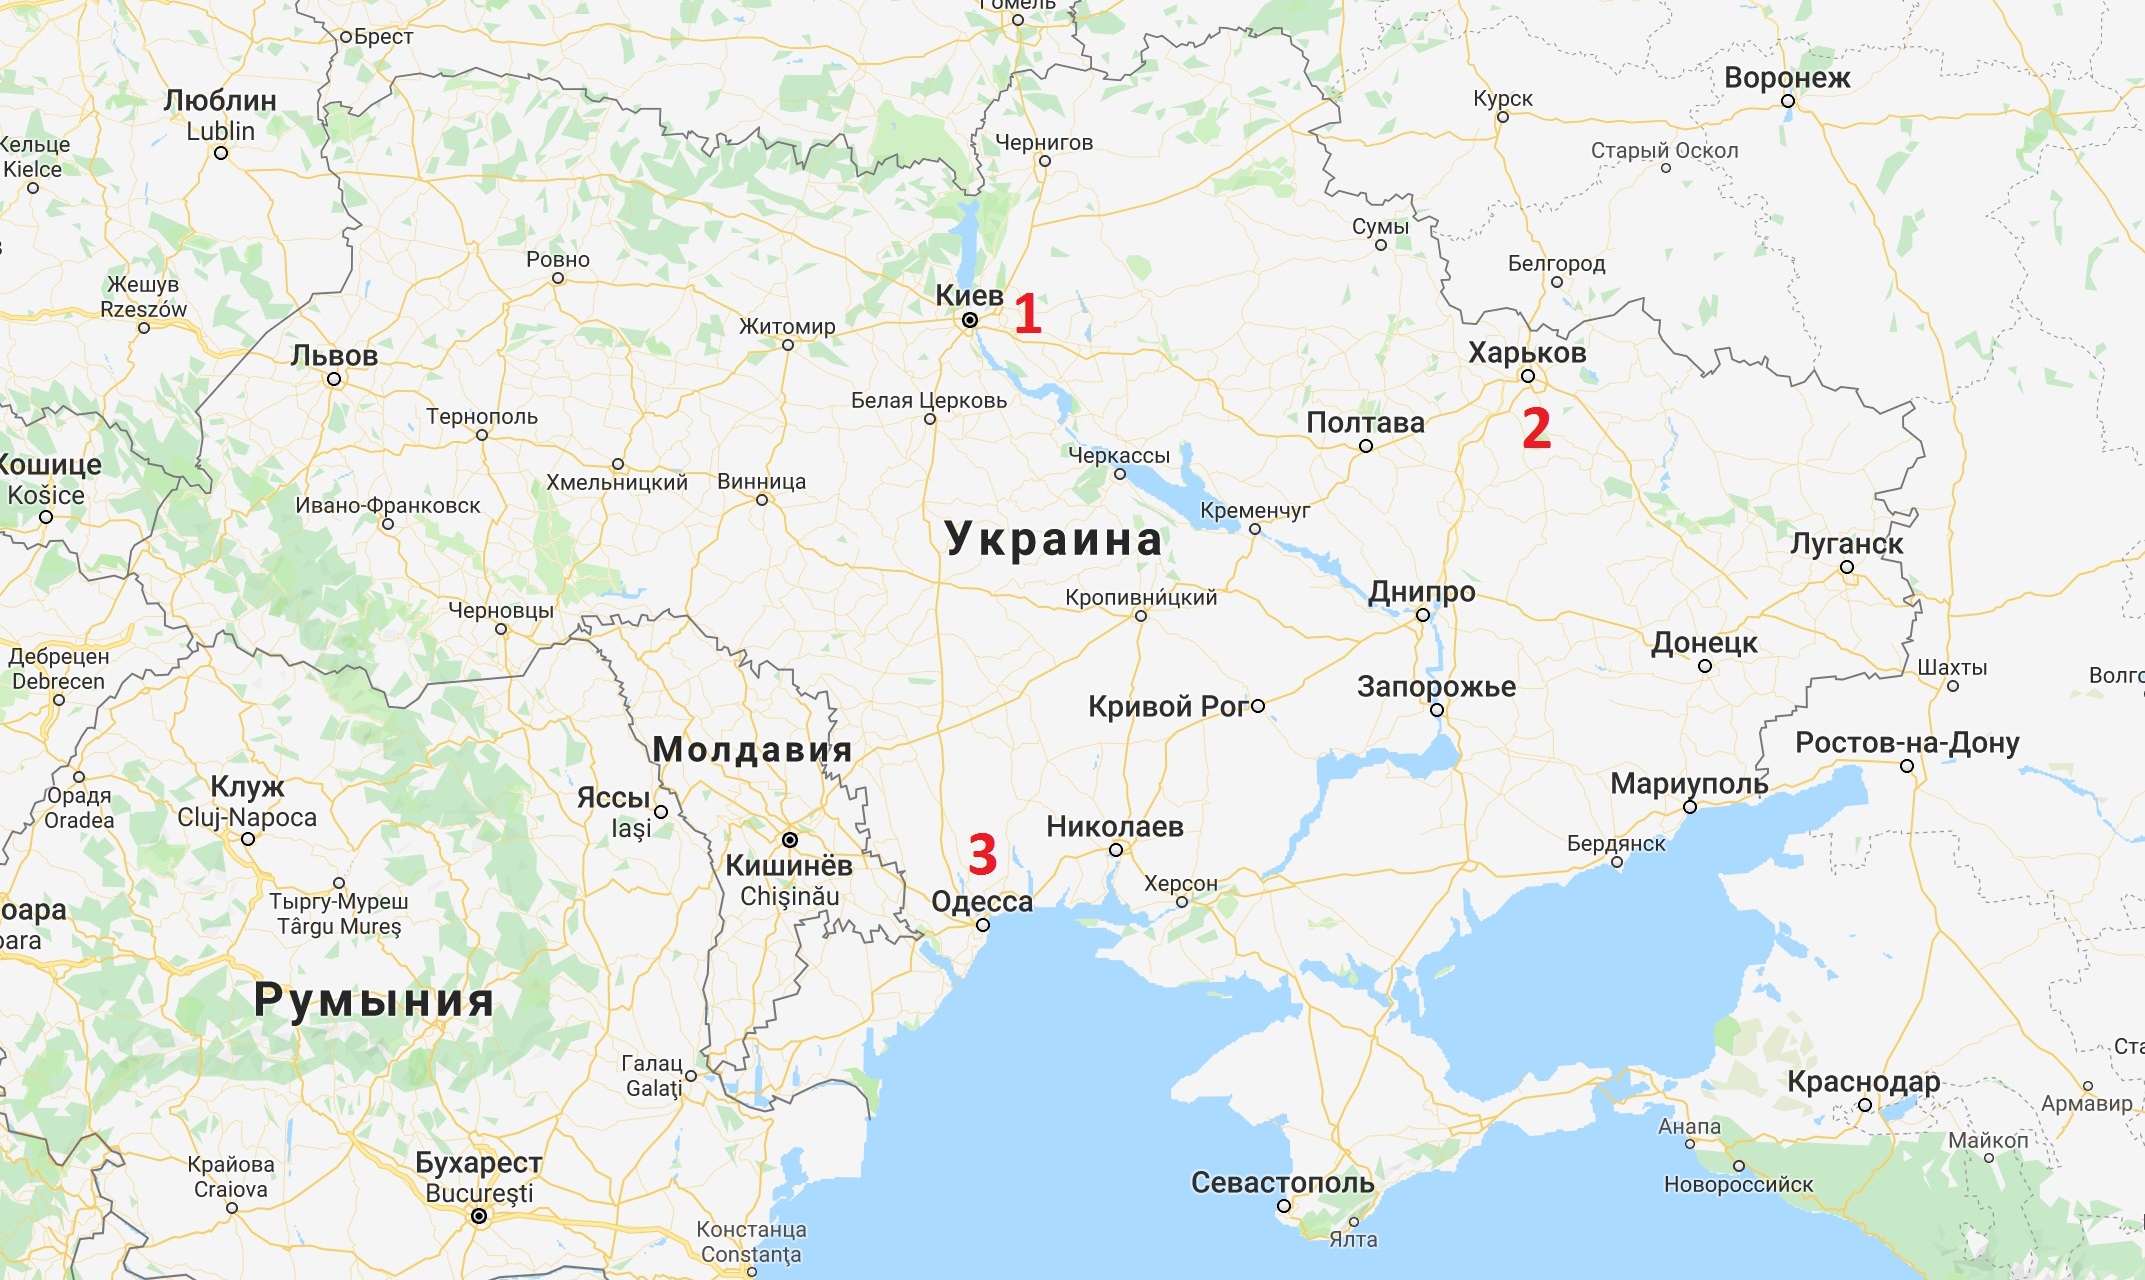 Гомель
Брест
Воронеж
Люблин
Lublin
Курск
Кельце
Kielce
Чернигов
Старый Оскол
Сумы
Ровно
Белгород
Жешув
Rzeszów
Киев
1
Житомир
Львов
Харьков
Белая Церковь
2
Тернополь
Полтава
Черкассы
Кошице
Košice
Хмельницкий
Винница
Ивано-Франковск
Кременчуг
Украина
Луганск
Днипро
Кропивни́цкий
Черновцы
Донецк
Дебрецен
Debrecen
Шахты
Запорожье
Кривой Рог
Молдавия
Ростов-на-Дону
Клуж
Cluj-Napoca
Мариуполь
Орадя
Oradea
Яссы
Iaşi
Николаев
3
Бердянск
Кишинёв
Chişinău
Херсон
Тыргу-Муреш
Târgu Mureş
Одесса
оара
oara
Румыния
Галац
Galaţi
Краснодар
Армавир
Анапа
Майкоп
Бухарест
Bucureşti
Крайова
Craiova
Севастополь
Новороссийск
Констанца
Constanţa
Ялта